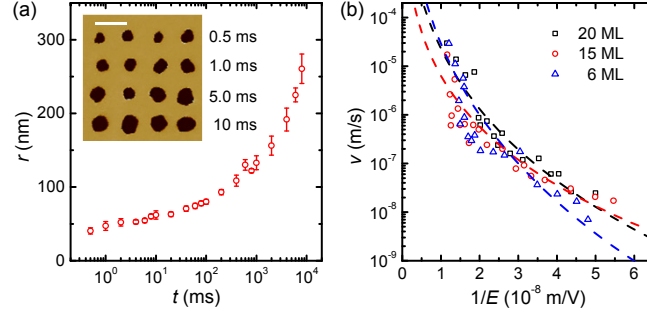 (a)
300
200
100
0
r (nm)
0.5 ms
1.0 ms
5.0 ms
10 ms
10⁰ 10¹ 10² 10³ 10⁴
t (ms)
(b)
10⁻⁴
10⁻⁵
10⁻⁶
10⁻⁷
10⁻⁸
10⁻⁹
v (m/s)
20 ML
15 ML
6 ML
0 1 2 3 4 5 6
1/E (10⁻⁸ m/V)